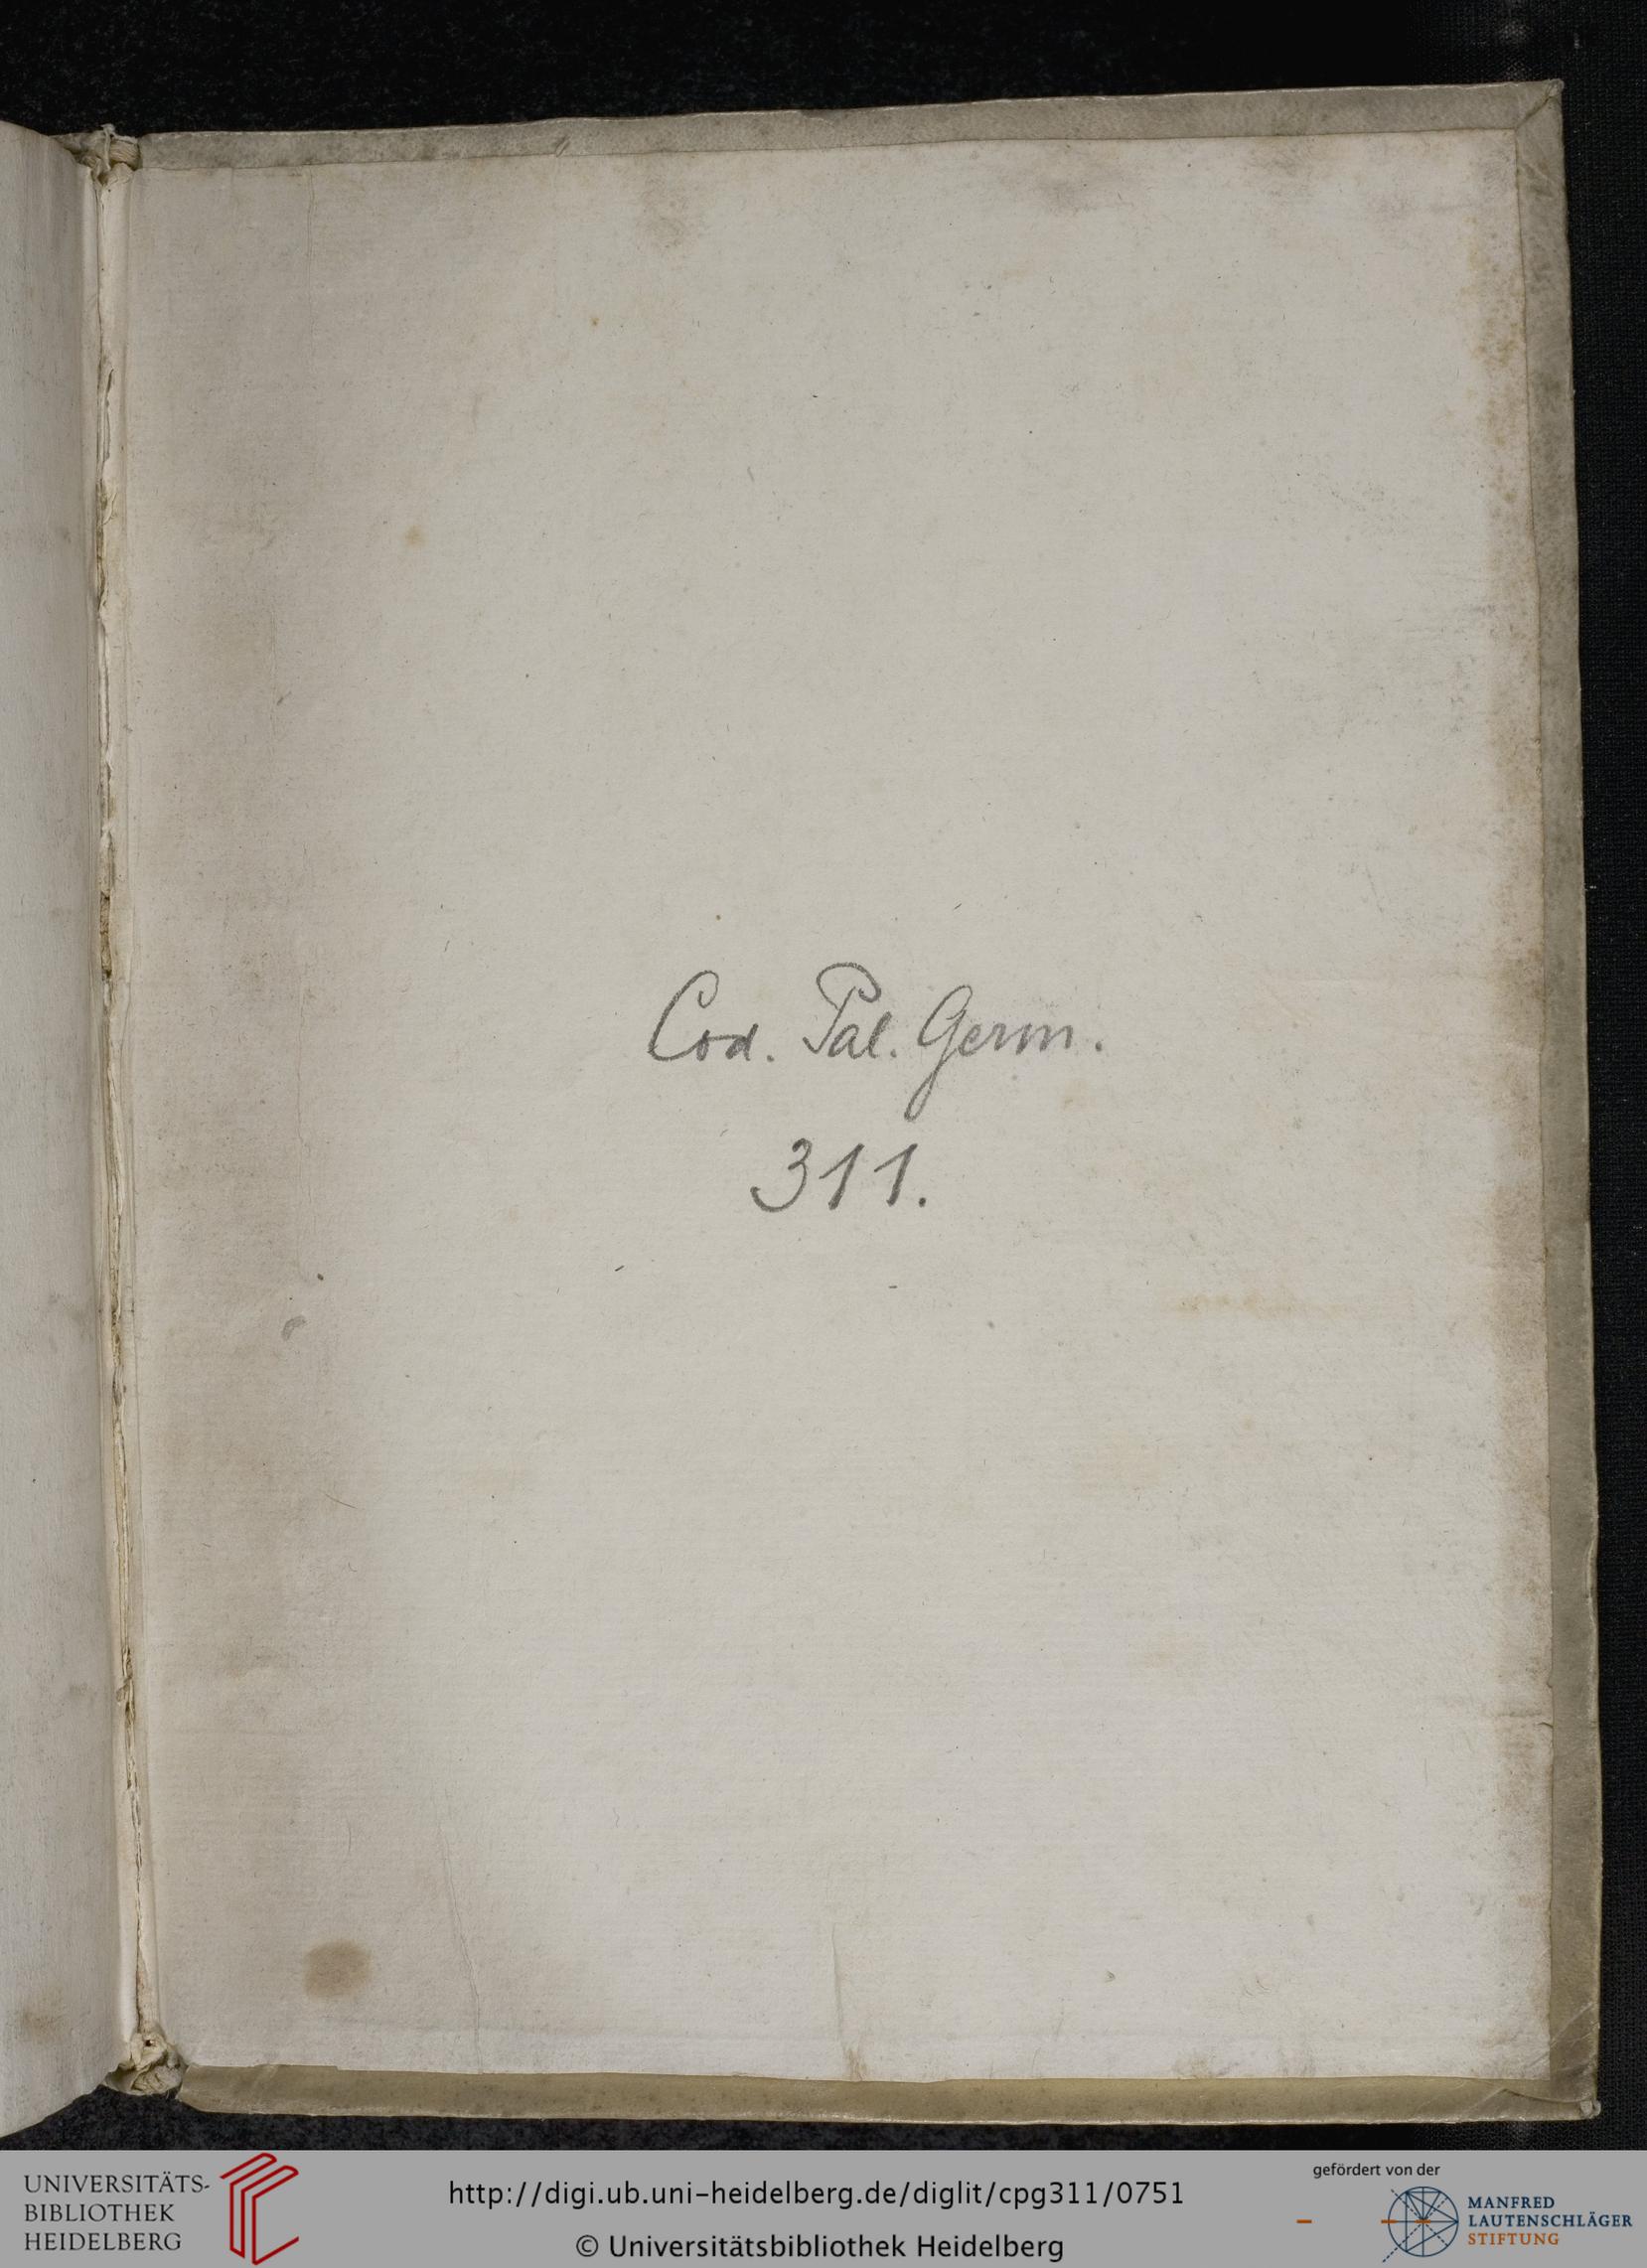 Cod. Pal. Germ.
311.
UNIVERSITÄTS-
BIBLIOTHEK
HEIDELBERG
http://digi.ub.uni-heidelberg.de/diglit/cpg311/0751
© Universitätsbibliothek Heidelberg
gefördert von der
MANFRED
LAUTENSCHLÄGER
STIFTUNG